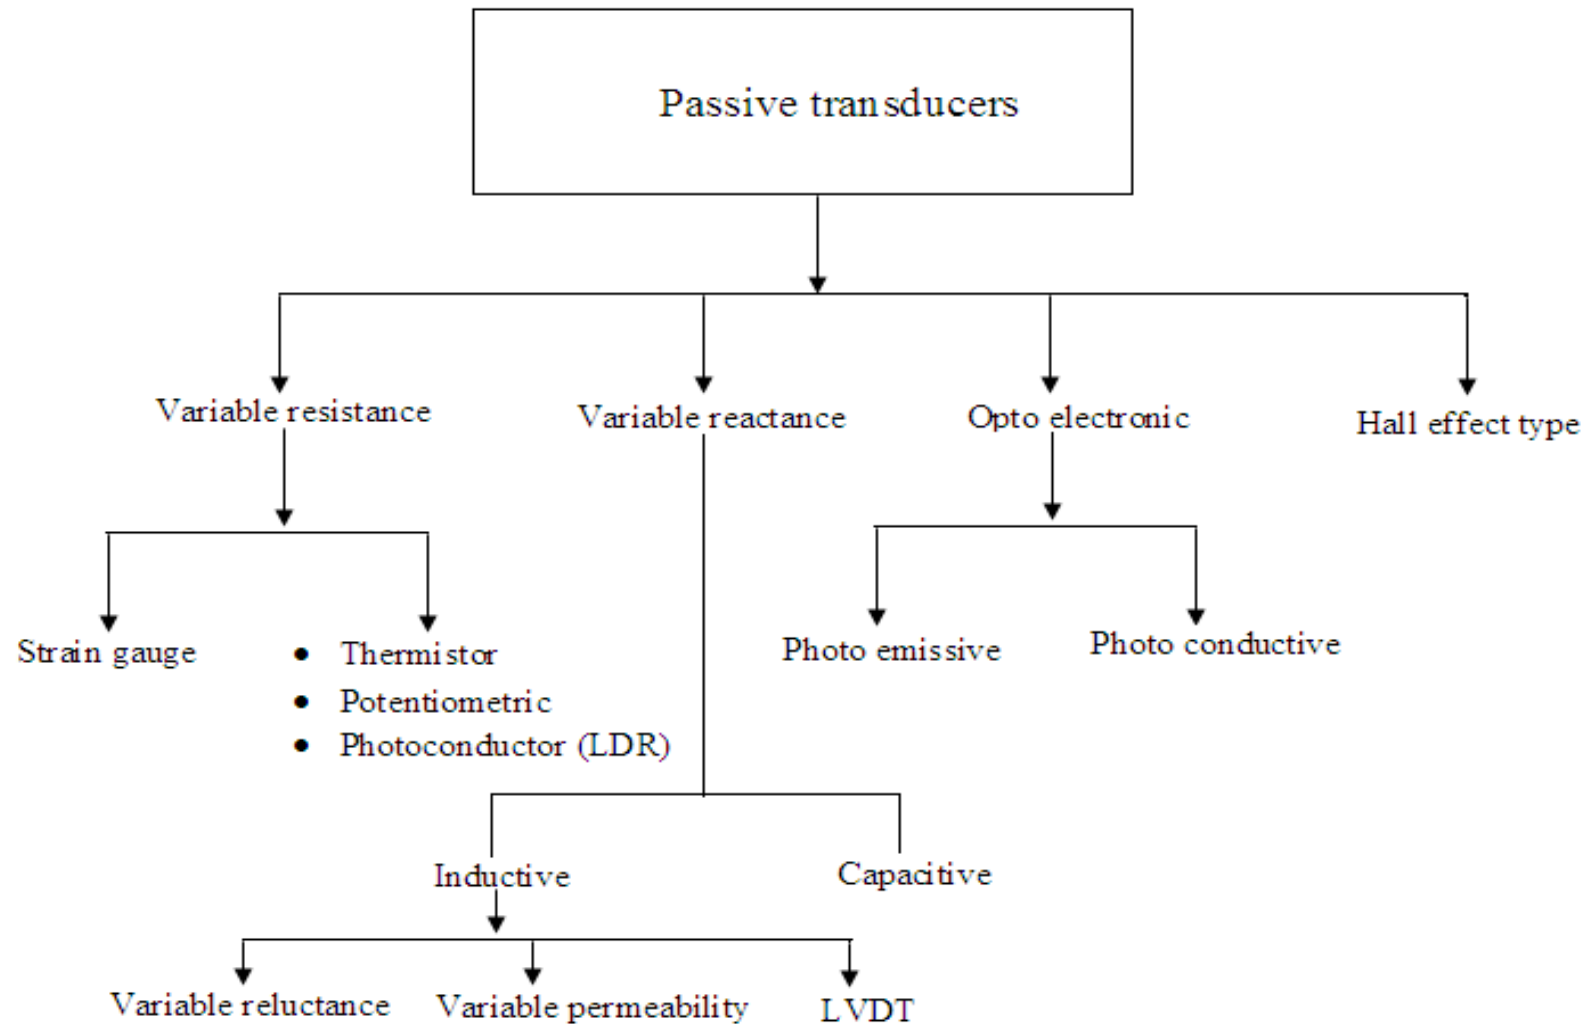 Passive transducers
Variable resistance
Variable reactance
Opto electronic
Hall effect type
Strain gauge
• Thermistor
• Potentiometric
• Photoconductor (LDR)
Photo emissive
Photo conductive
Inductive
Capacitive
Variable reluctance
Variable permeability
LVDT